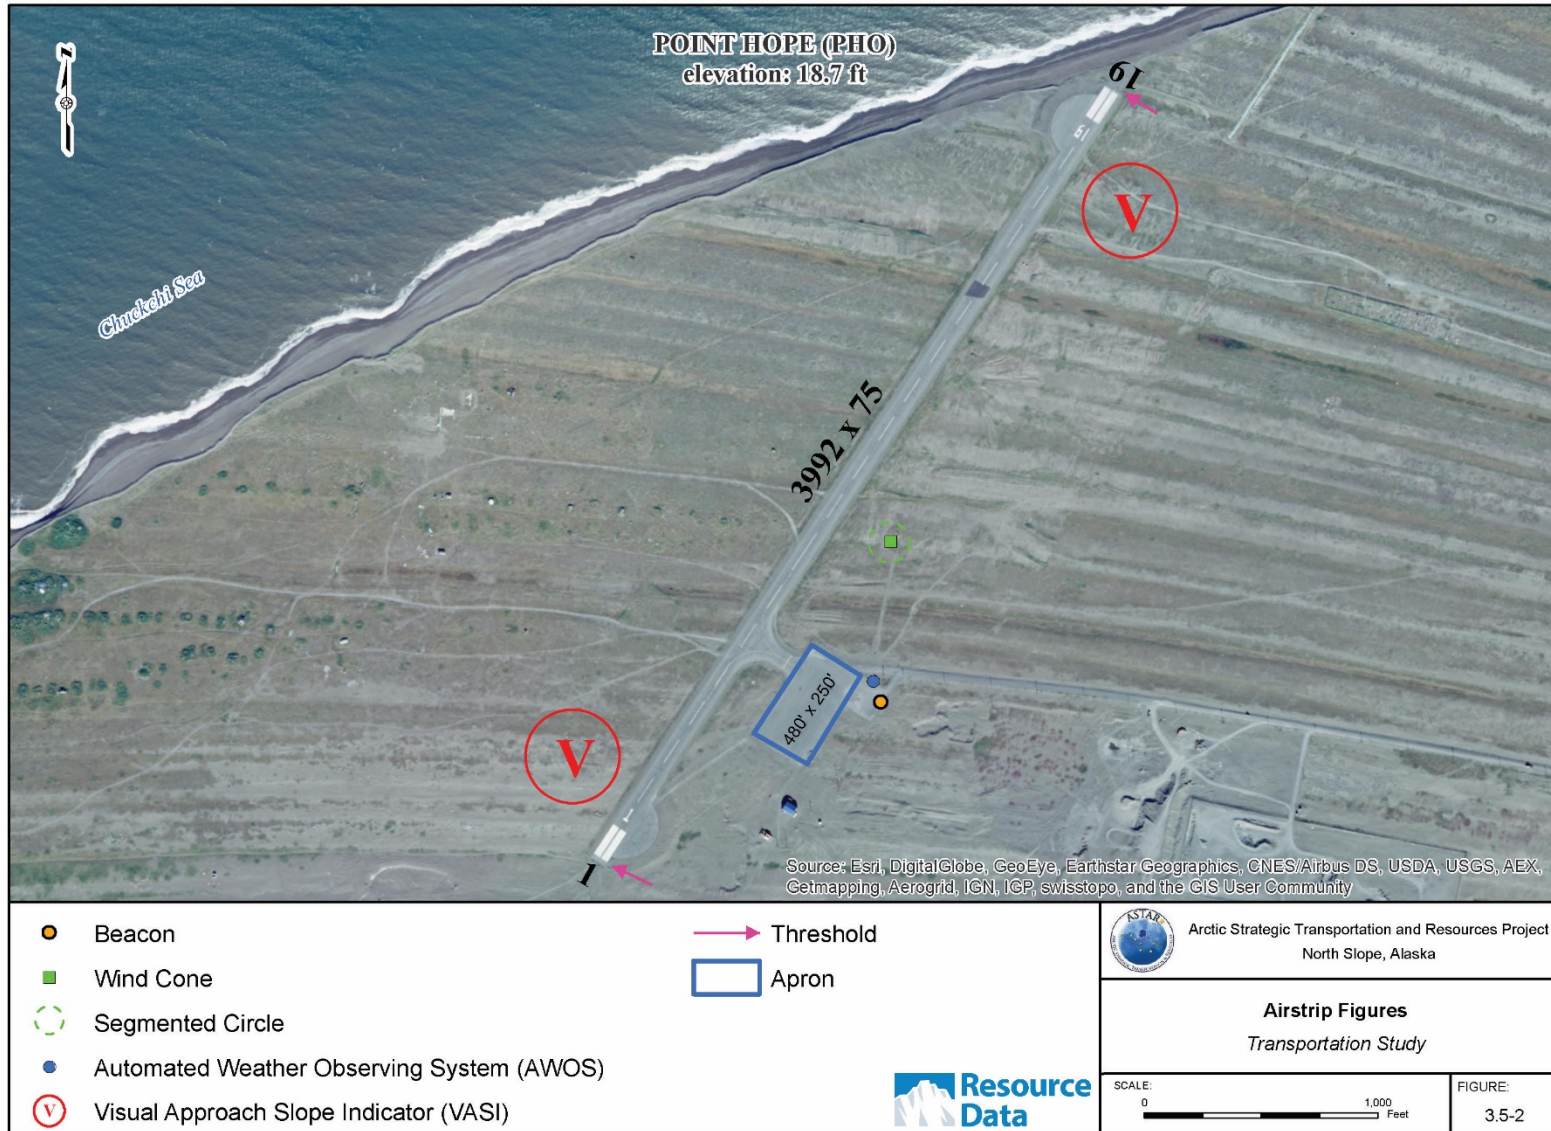 N
POINT HOPE (PHO)
elevation: 18.7 ft
19
19
V
Chuckchi Sea
3992 x 75
480' x 250'
V
1
1
Source: Esri, DigitalGlobe, GeoEye, Earthstar Geographics, CNES/Airbus DS, USDA, USGS, AEX,
Getmapping, Aerogrid, IGN, IGP, swisstopo, and the GIS User Community
Beacon
Wind Cone
Segmented Circle
Automated Weather Observing System (AWOS)
V
Visual Approach Slope Indicator (VASI)
Threshold
Apron
Resource
Data
ASTAR
Arctic Strategic Transportation and Resources Project
North Slope, Alaska
Airstrip Figures
Transportation Study
SCALE:
0 1,000
Feet
FIGURE:
3.5-2